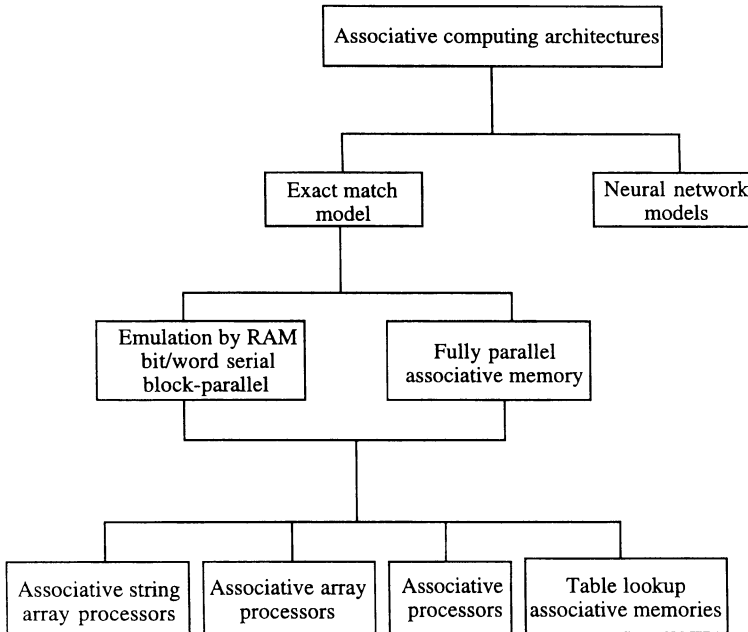 Associative computing architectures
Exact match
model
Neural network
models
Emulation by RAM
bit/word serial
block-parallel
Fully parallel
associative memory
Associative string
array processors
Associative array
processors
Associative
processors
Table lookup
associative memories